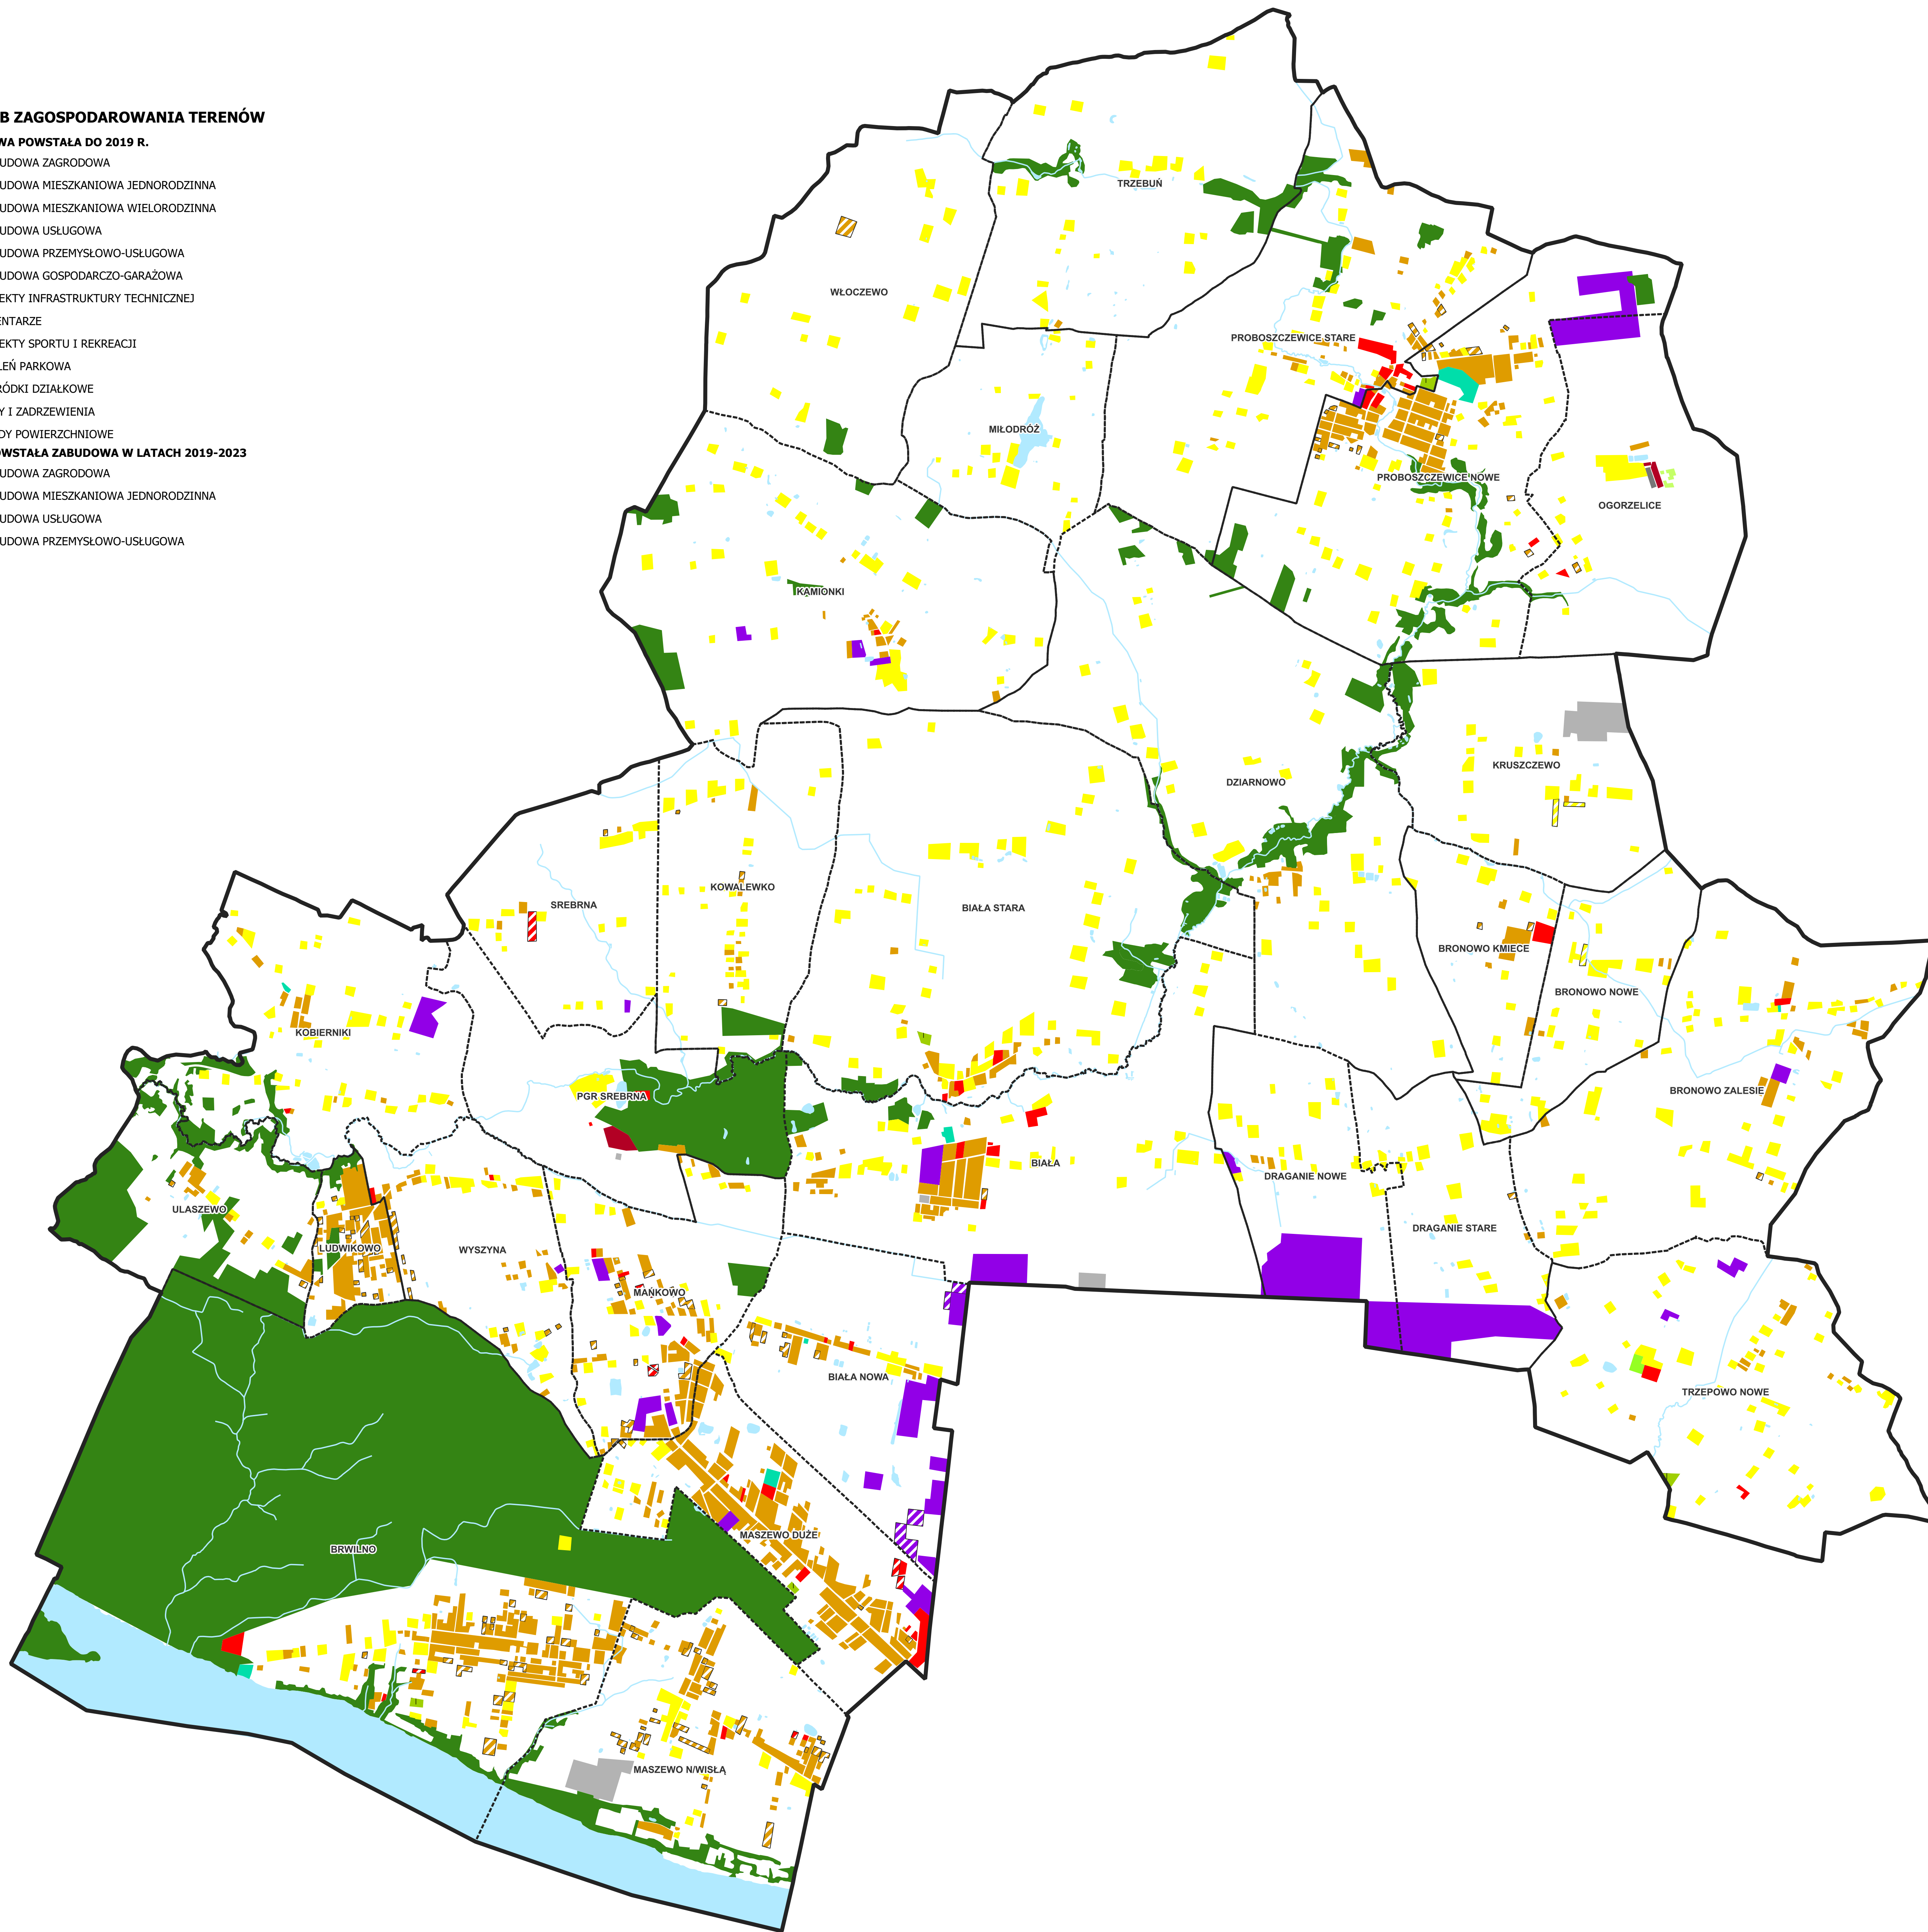 B ZAGOSPODAROWANIA TERENÓW
WA POWSTAŁA DO 2019 R.
UDOWA ZAGRODOWA
UDOWA MIESZKANIOWA JEDNORODZINNA
UDOWA MIESZKANIOWA WIELORODZINNA
UDOWA USŁUGOWA
UDOWA PRZEMYSŁOWO-USŁUGOWA
UDOWA GOSPODARCZO-GARAŻOWA
EKTY INFRASTRUKTURY TECHNICZNEJ
ENTARZE
EKTY SPORTU I REKREACJI
LEŃ PARKOWA
RÓDKI DZIAŁKOWE
Y I ZADRZEWIENIA
DY POWIERZCHNIOWE
OWSTAŁA ZABUDOWA W LATACH 2019-2023
UDOWA ZAGRODOWA
UDOWA MIESZKANIOWA JEDNORODZINNA
UDOWA USŁUGOWA
UDOWA PRZEMYSŁOWO-USŁUGOWA
TRZEBUŃ
WŁOCZEWO
PROBOSZCZEWICE STARE
MIŁODRÓŻ
PROBOSZCZEWICE NOWE
OGORZELICE
KAMIONKI
KRUSZCZEWO
DZIARNOWO
KOWALEWKO
SREBRNA
BIAŁA STARA
BRONOWO KMIECE
BRONOWO NOWE
KOBIERNIKI
BRONOWO ZALESIE
PGR SREBRNA
BIAŁA
DRAGANIE NOWE
ULASZEWO
DRAGANIE STARE
LUDWIKOWO
WYSZYNA
MAŃKOWO
BIAŁA NOWA
TRZEPOWO NOWE
MASZEWO DUŻE
BRWILNO
MASZEWO N/WISŁĄ